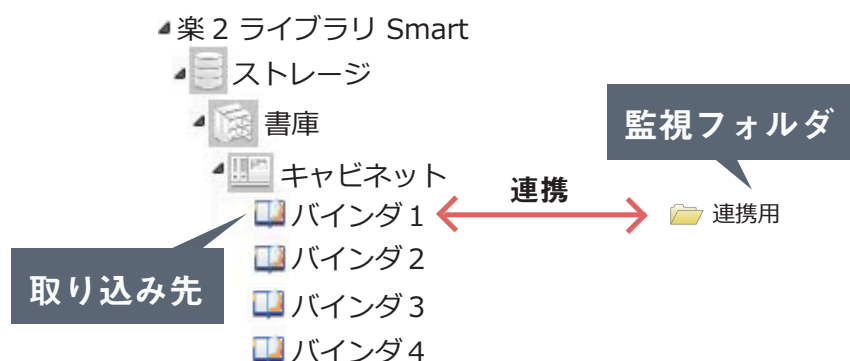 楽2 ライブラリ Smart
ストレージ
書庫
監視フォルダ
キャビネット
連携
バインダ1
連携用
バインダ2
取り込み先
バインダ3
バインダ4